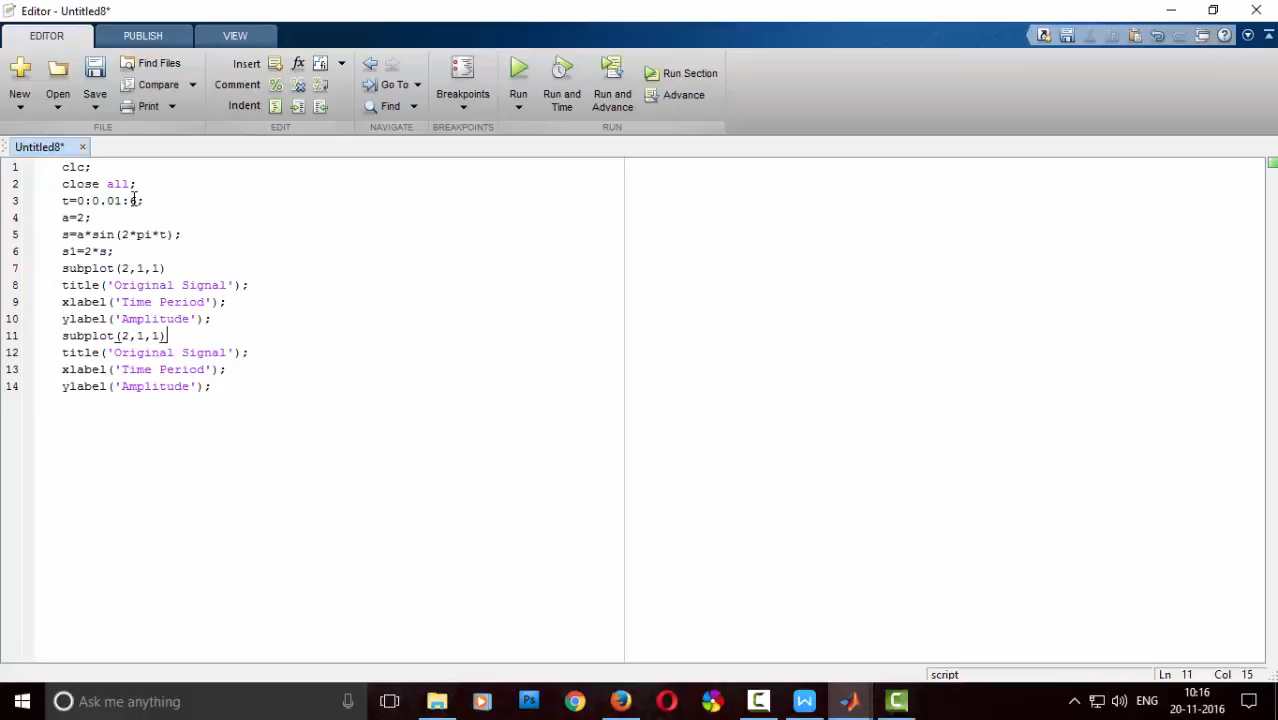 Editor - Untitled8*
EDITOR PUBLISH VIEW
New Open Save Find Files Compare Print
Insert Comment Indent
Go To Find
Breakpoints
Run Run and Time Run and Advance Run Section Advance
FILE EDIT NAVIGATE BREAKPOINTS RUN
Untitled8* ×
1 clc;
2 close all;
3 t=0:0.01: ;
4 a=2;
5 s=a*sin(2*pi*t);
6 s1=2*s;
7 subplot(2,1,1)
8 title('Original Signal');
9 xlabel('Time Period');
10 ylabel('Amplitude');
11 subplot(2,1,1)
12 title('Original Signal');
13 xlabel('Time Period');
14 ylabel('Amplitude');
script Ln 11 Col 15
Ask me anything
ENG
10:16
20-11-2016